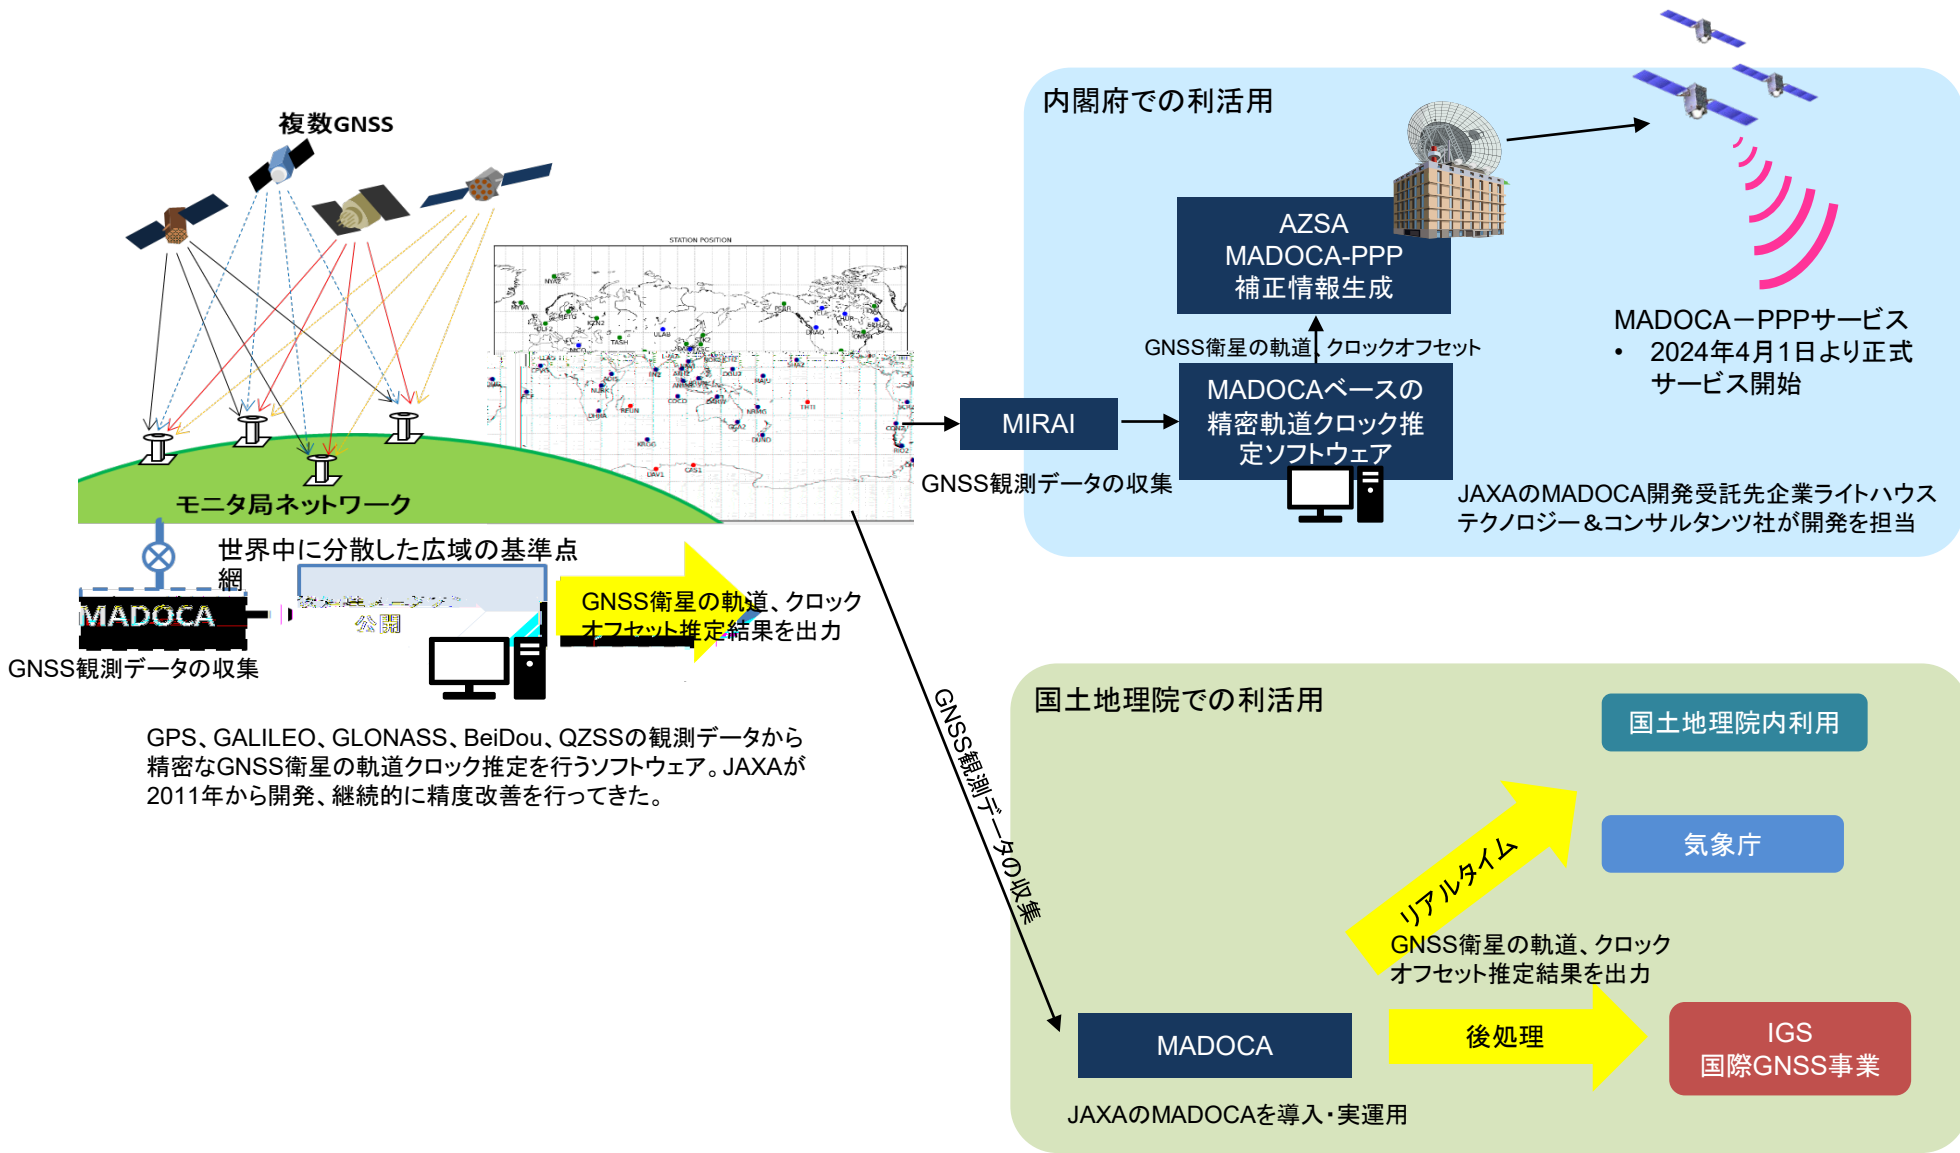 複数GNSS
STATION POSITION
モニタ局ネットワーク
世界中に分散した広域の基準点
網
MADOCA
公開
GNSS観測データの収集
GNSS衛星の軌道、クロック
オフセット推定結果を出力
GPS、GALILEO、GLONASS、BeiDou、QZSSの観測データから
精密なGNSS衛星の軌道クロック推定を行うソフトウェア。JAXAが
2011年から開発、継続的に精度改善を行ってきた。
内閣府での利活用
AZSA
MADOCA-PPP
補正情報生成
GNSS衛星の軌道、クロックオフセット
MADOCAベースの
精密軌道クロック推
定ソフトウェア
MIRAI
GNSS観測データの収集
MADOCA－PPPサービス
• 2024年4月1日より正式
サービス開始
JAXAのMADOCA開発受託先企業ライトハウス
テクノロジー＆コンサルタンツ社が開発を担当
GNSS観測データの収集
国土地理院での利活用
国土地理院内利用
気象庁
リアルタイム
GNSS衛星の軌道、クロック
オフセット推定結果を出力
後処理
MADOCA
IGS
国際GNSS事業
JAXAのMADOCAを導入・実運用